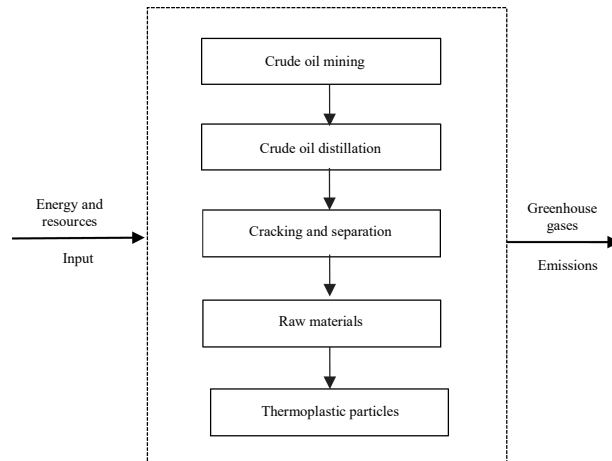 Crude oil mining
Crude oil distillation
Energy and
resources
Input
Cracking and separation
Greenhouse
gases
Emissions
Raw materials
Thermoplastic particles